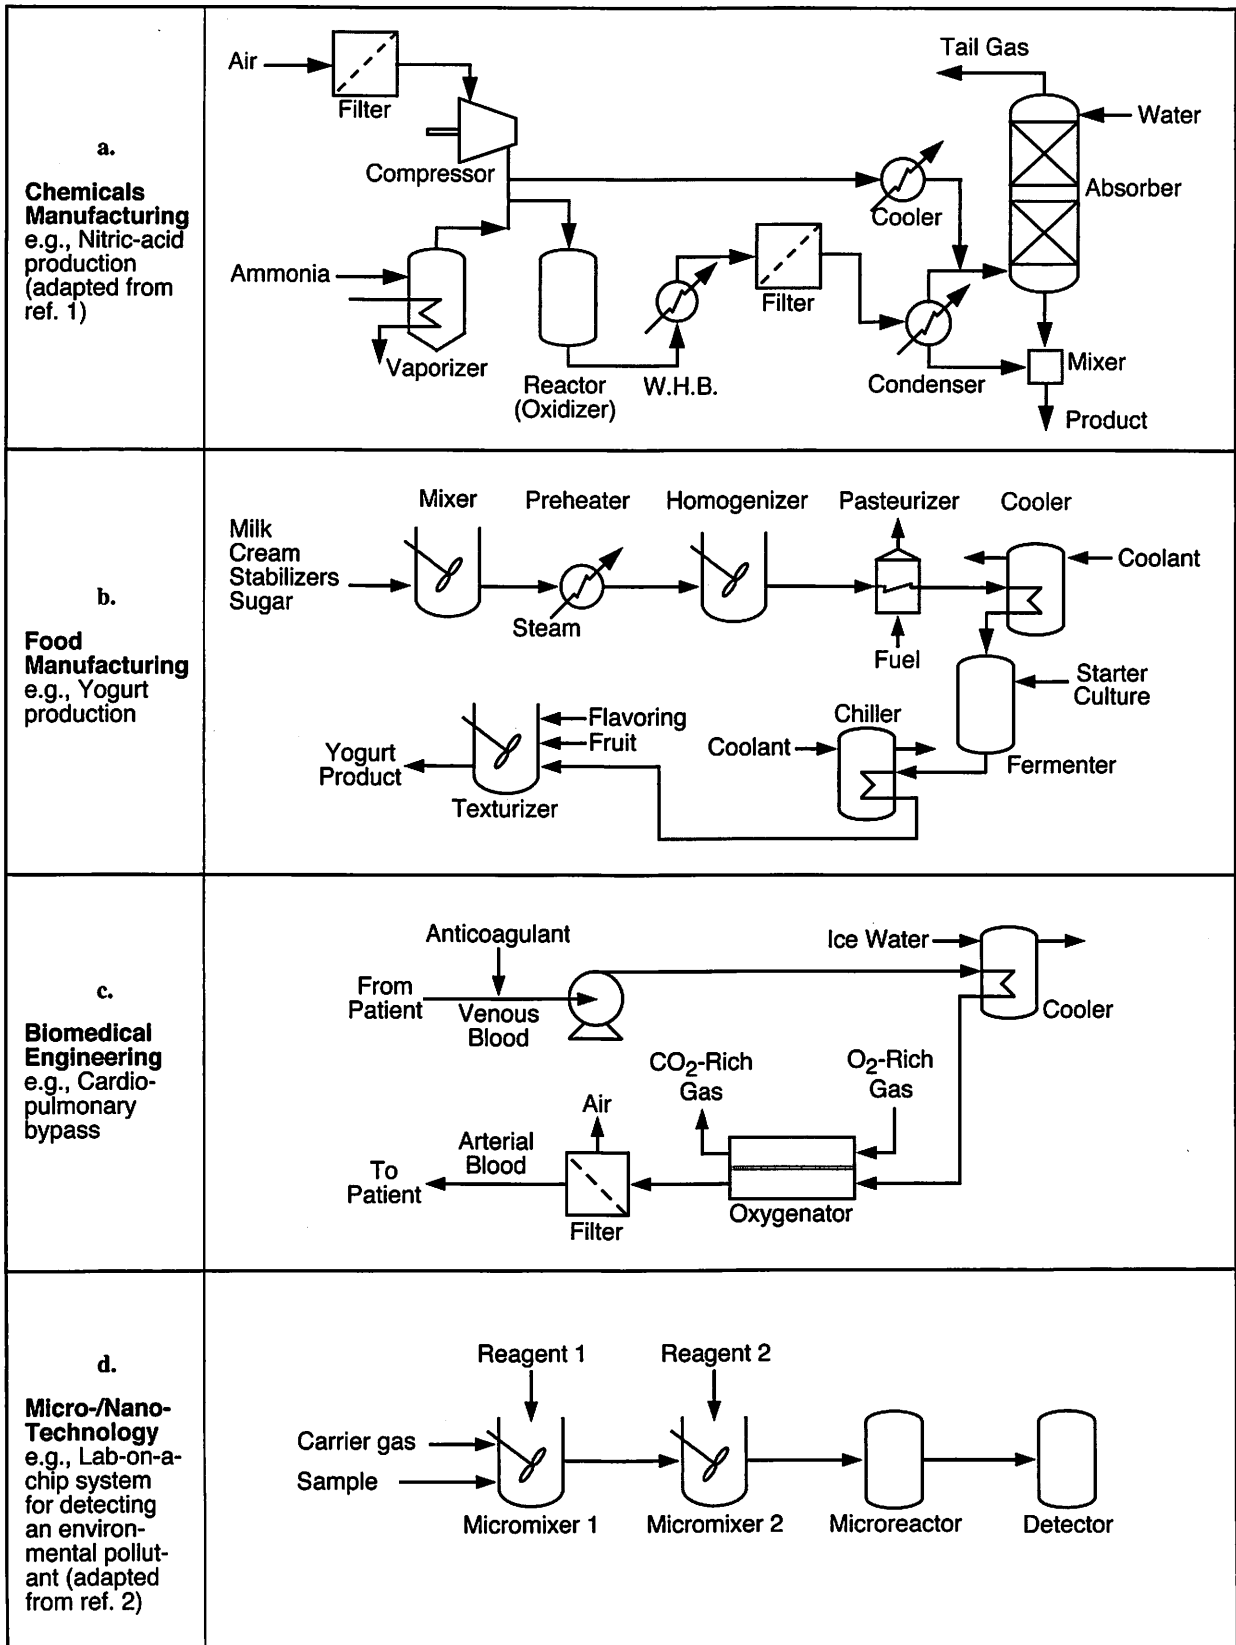 a.
Chemicals
Manufacturing
e.g., Nitric-acid
production
(adapted from
ref. 1)
Air
Filter
Compressor
Ammonia
Vaporizer
Reactor
(Oxidizer)
W.H.B.
Filter
Cooler
Condenser
Tail Gas
Water
Absorber
Mixer
Product
b.
Food
Manufacturing
e.g., Yogurt
production
Mixer
Preheater
Homogenizer
Pasteurizer
Cooler
Milk
Cream
Stabilizers
Sugar
Steam
Fuel
Coolant
Starter
Culture
Fermenter
Chiller
Coolant
Flavoring
Fruit
Yogurt
Product
Texturizer
c.
Biomedical
Engineering
e.g., Cardio-
pulmonary
bypass
Anticoagulant
From
Patient
Venous
Blood
Ice Water
Cooler
CO2-Rich
Gas
O2-Rich
Gas
Air
Arterial
Blood
To
Patient
Filter
Oxygenator
d.
Micro-/Nano-
Technology
e.g., Lab-on-a-
chip system
for detecting
an environ-
mental pollut-
ant (adapted
from ref. 2)
Reagent 1
Reagent 2
Carrier gas
Sample
Micromixer 1
Micromixer 2
Microreactor
Detector